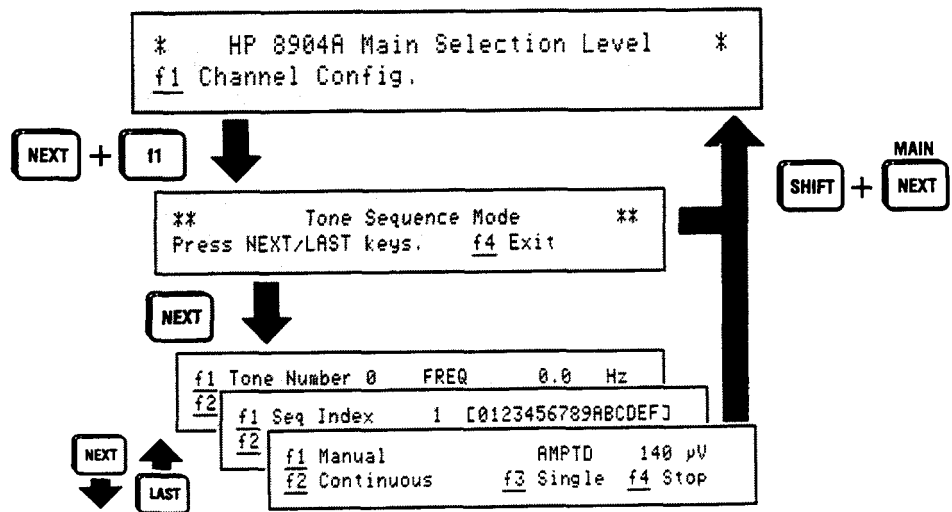 * HP 8904A Main Selection Level *
f1 Channel Config.
NEXT + f1
MAIN
SHIFT + NEXT
** Tone Sequence Mode **
Press NEXT/LAST keys. f4 Exit
NEXT
f1 Tone Number 0 FREQ 0.0 Hz
f2
f1 Seq Index 1 [0123456789ABCDEF]
f2
f1 Manual AMPTD 140 µV
f2 Continuous f3 Single f4 Stop
NEXT
LAST